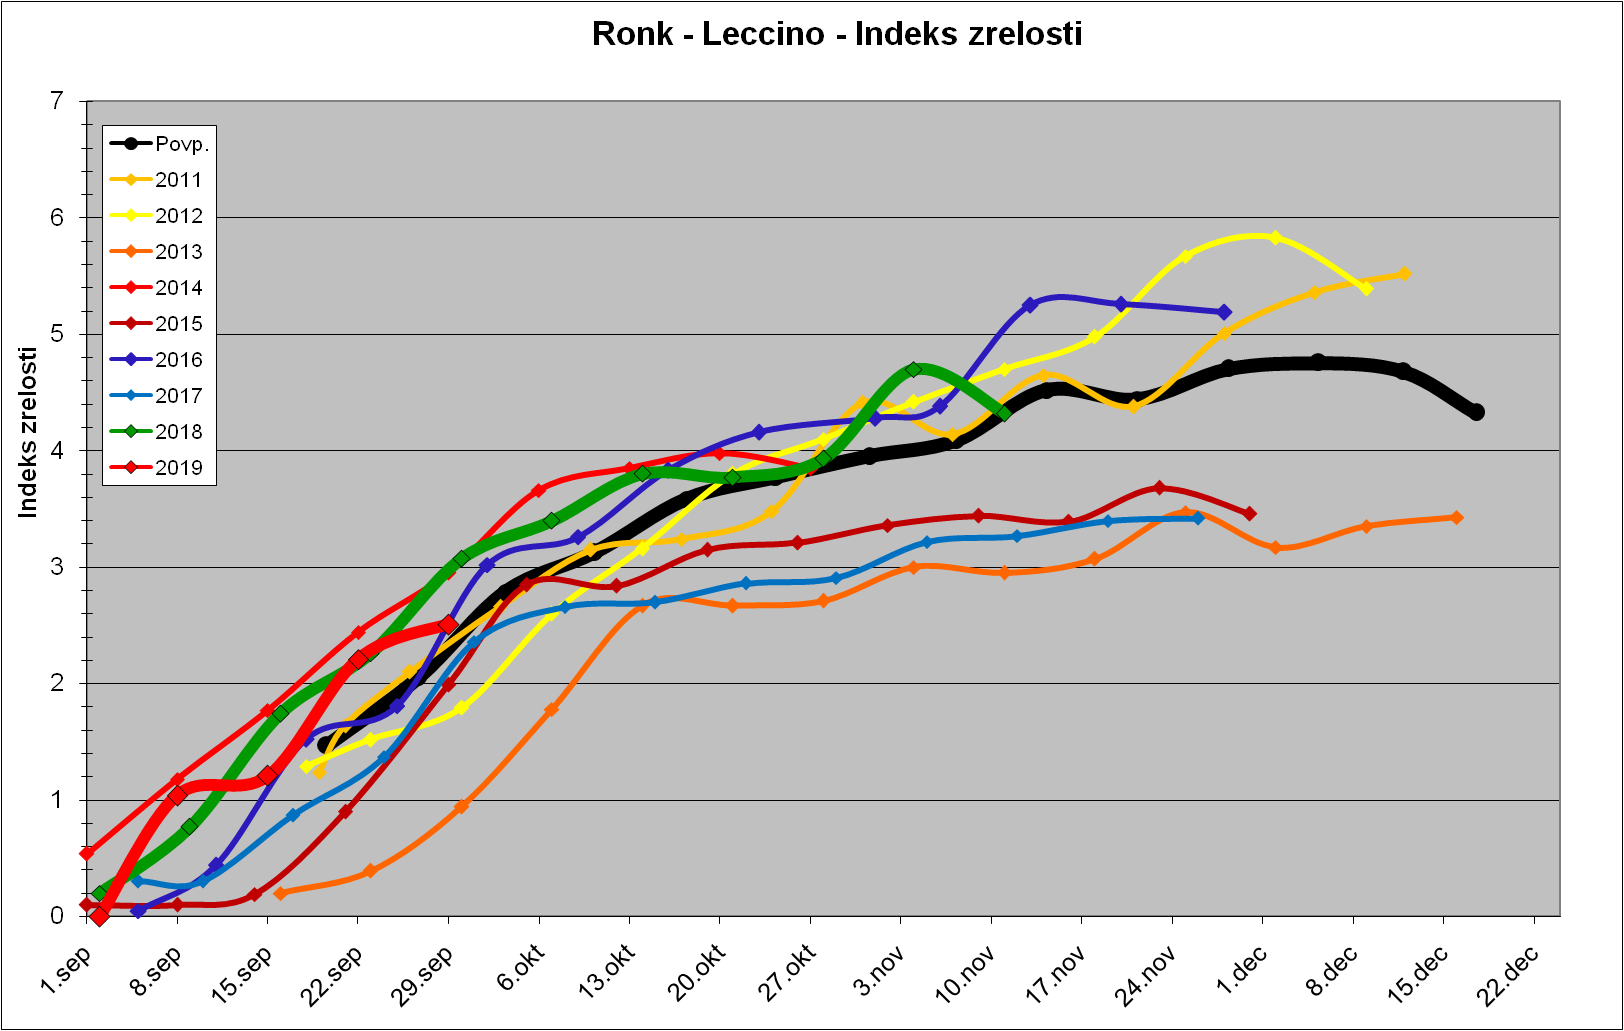 Ronk - Leccino - Indeks zrelosti
Indeks zrelosti
7
6
5
4
3
2
1
0
Povp.
2011
2012
2013
2014
2015
2016
2017
2018
2019
1.sep
8.sep
15.sep
22.sep
29.sep
6.okt
13.okt
20.okt
27.okt
3.nov
10.nov
17.nov
24.nov
1.dec
8.dec
15.dec
22.dec